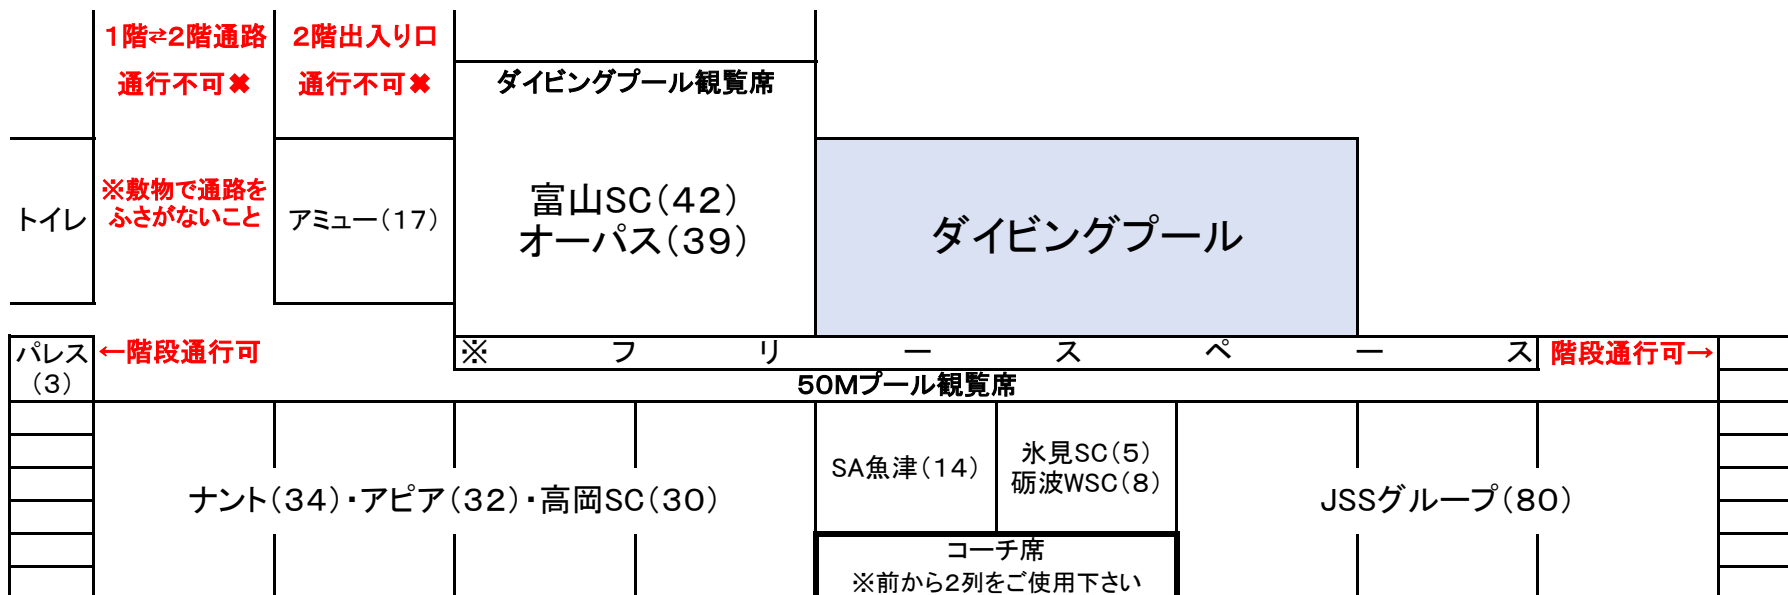 1階⇄2階通路
通行不可✖
2階出入り口
通行不可✖
ダイビングプール観覧席
トイレ
※敷物で通路を
ふさがないこと
アミュー（17）
富山SC（42）
オーパス（39）
ダイビングプール
パレス
（3）
←階段通行可
※フリースペース
階段通行可→
50Mプール観覧席
ナント（34）・アピア（32）・高岡SC（30）
SA魚津（14）
氷見SC（5）
砺波WSC（8）
JSSグループ（80）
コーチ席
※前から2列をご使用下さい